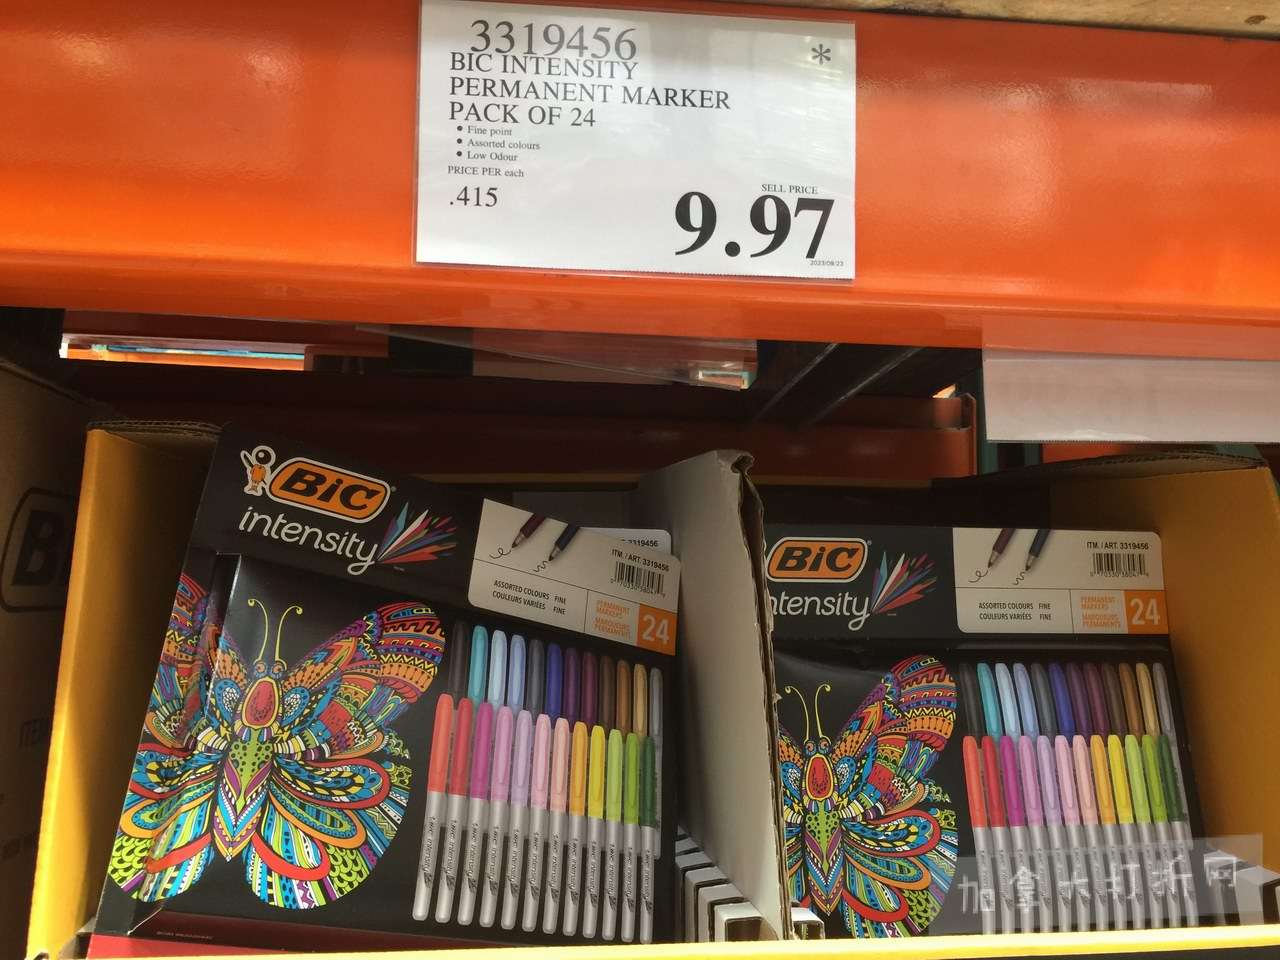 3319456
*
BIC INTENSITY
PERMANENT MARKER
PACK OF 24
• Fine point
• Assorted colours
• Low Odour
PRICE PER each
.415
SELL PRICE
9.97
2023/08/23
BiC
intensity
3319456
ITM. / ART. 3319456
ASSORTED COLOURS FINE
COULEURS VARIÉES FINE
PERMANENT
MARKERS
MARQUEURS
PERMANENTS
24
BiC
intensity
ITM. / ART. 3319456
ASSORTED COLOURS FINE
COULEURS VARIÉES FINE
PERMANENT
MARKERS
MARQUEURS
PERMANENTS
24
加拿大打折网